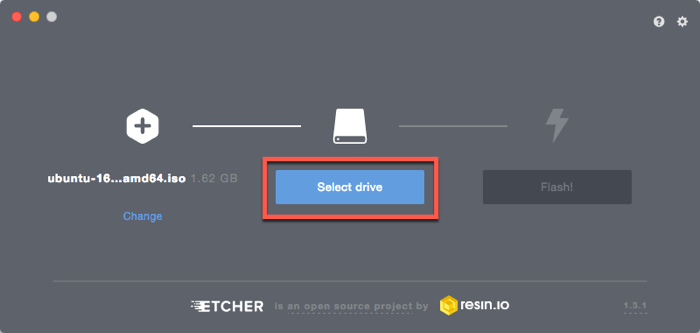 ubuntu-16...amd64.iso 1.62 GB
Select drive
Flash!
Change
ETCHER is an open source project by resin.io
1.3.1